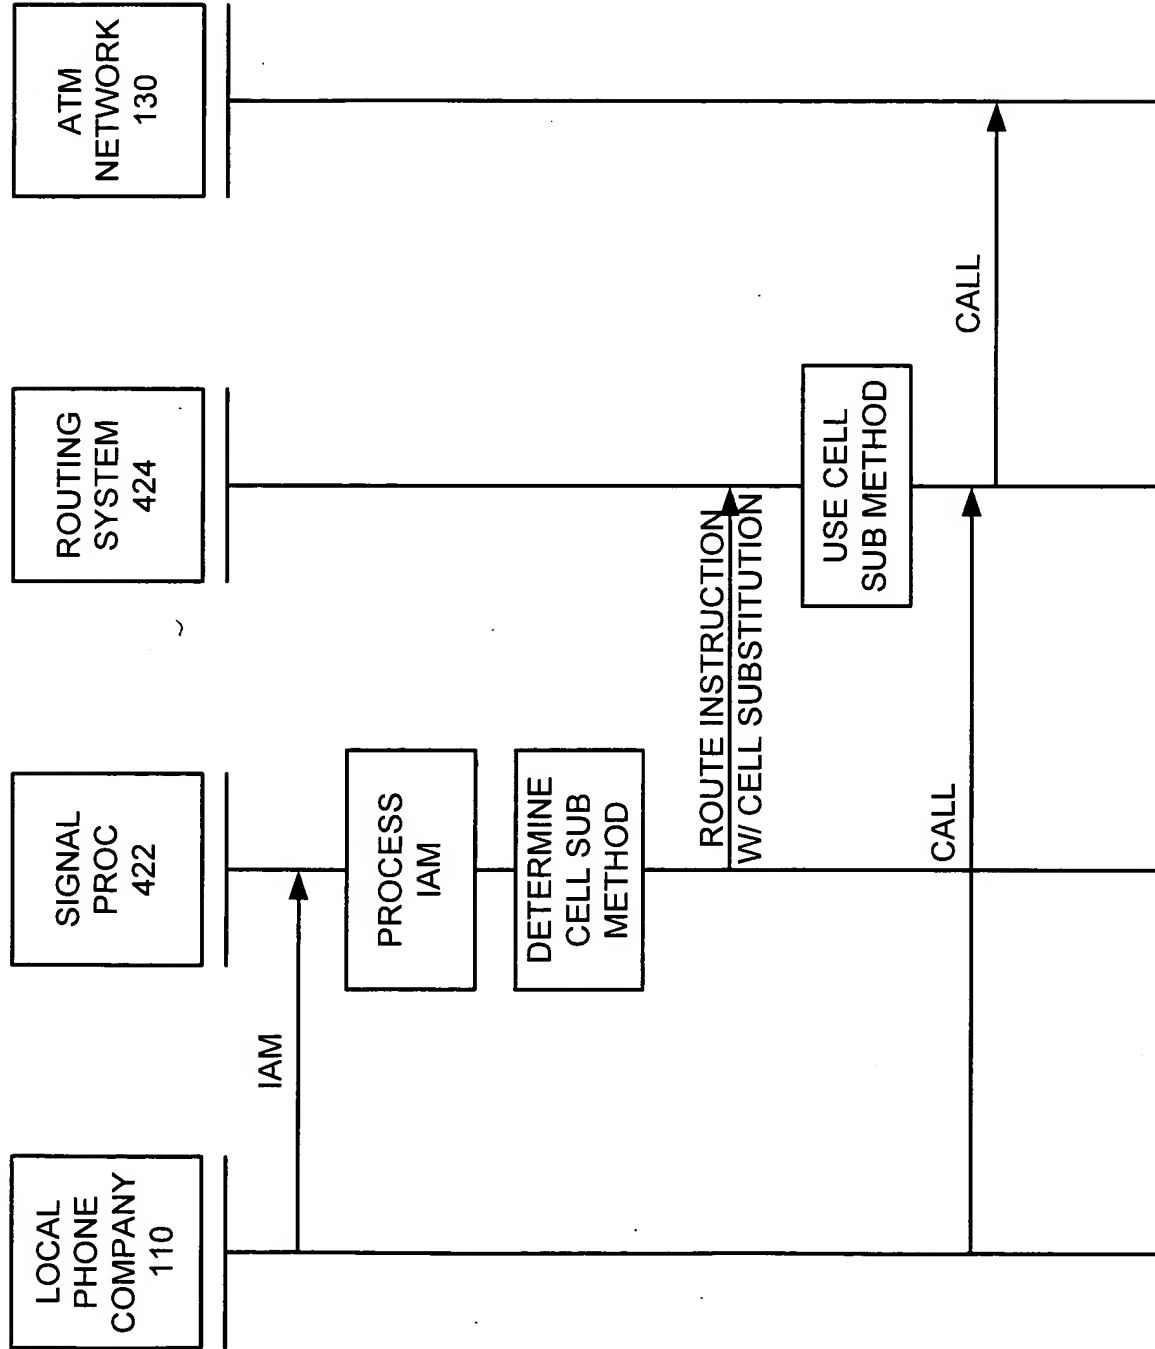 LOCAL
PHONE
COMPANY
110
SIGNAL
PROC
422
ROUTING
SYSTEM
424
ATM
NETWORK
130
IAM
PROCESS
IAM
DETERMINE
CELL SUB
METHOD
ROUTE INSTRUCTION
W/ CELL SUBSTITUTION
USE CELL
SUB METHOD
CALL
CALL